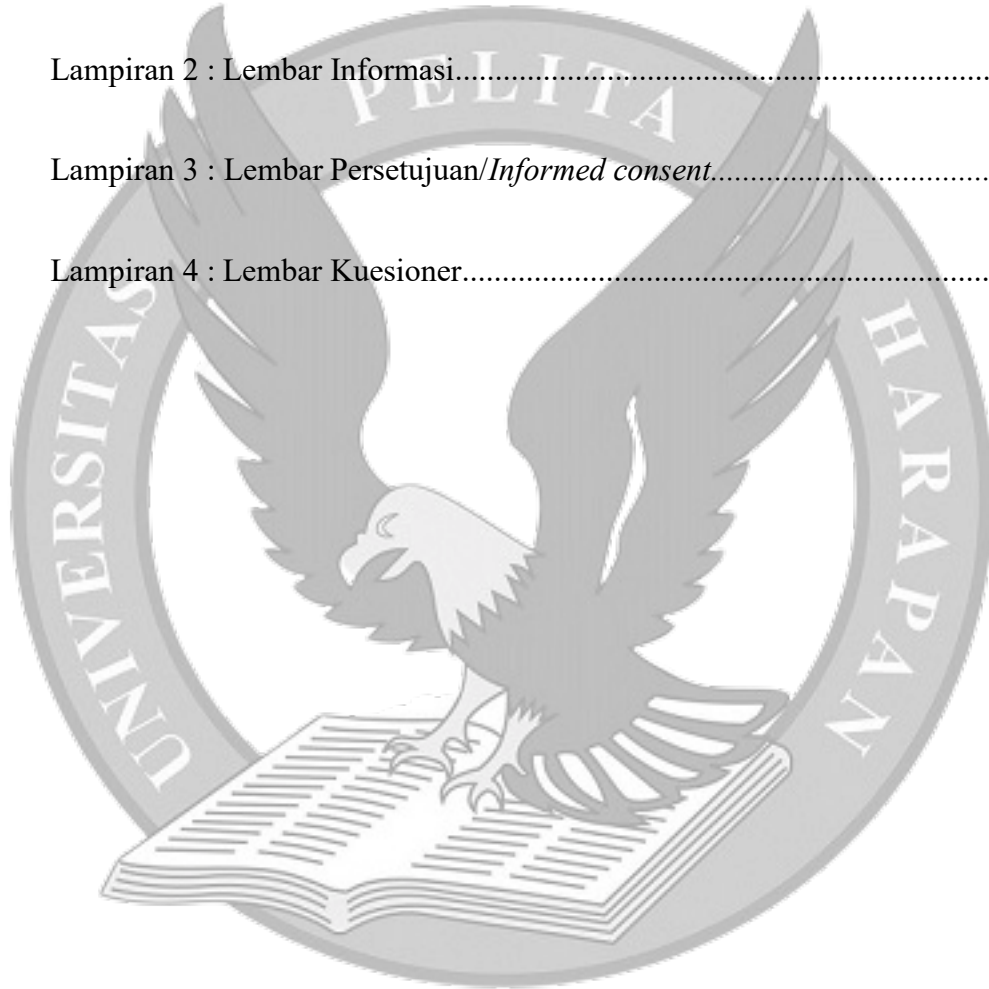 Lampiran 2 : Lembar Informasi..........................................................................
Lampiran 3 : Lembar Persetujuan/Informed consent......................................
Lampiran 4 : Lembar Kuesioner.........................................................................
UNIVERSITAS PELITA HARAPAN